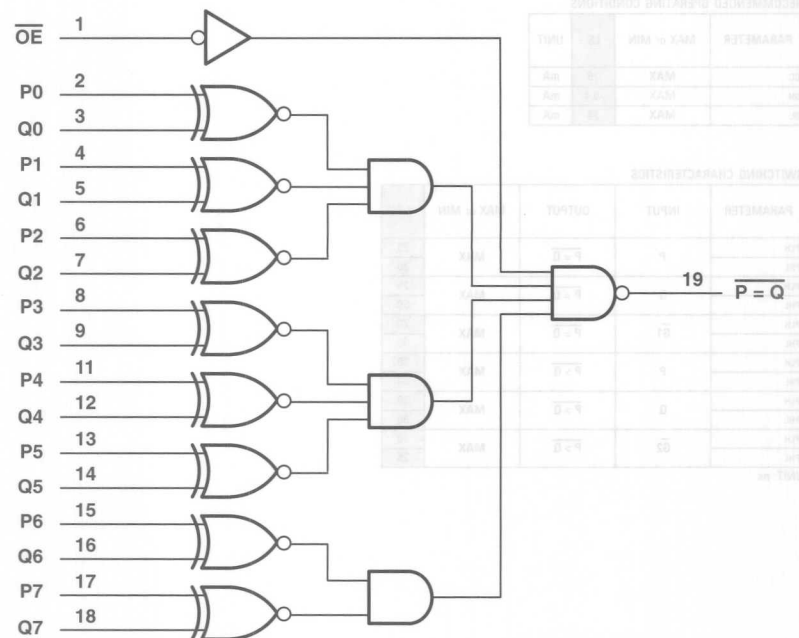 O̅E̅ 1
P0 2
Q0 3
P1 4
Q1 5
P2 6
Q2 7
P3 8
Q3 9
P4 11
Q4 12
P5 13
Q5 14
P6 15
Q6 16
P7 17
Q7 18
19 P̅ ̅=̅ ̅Q̅